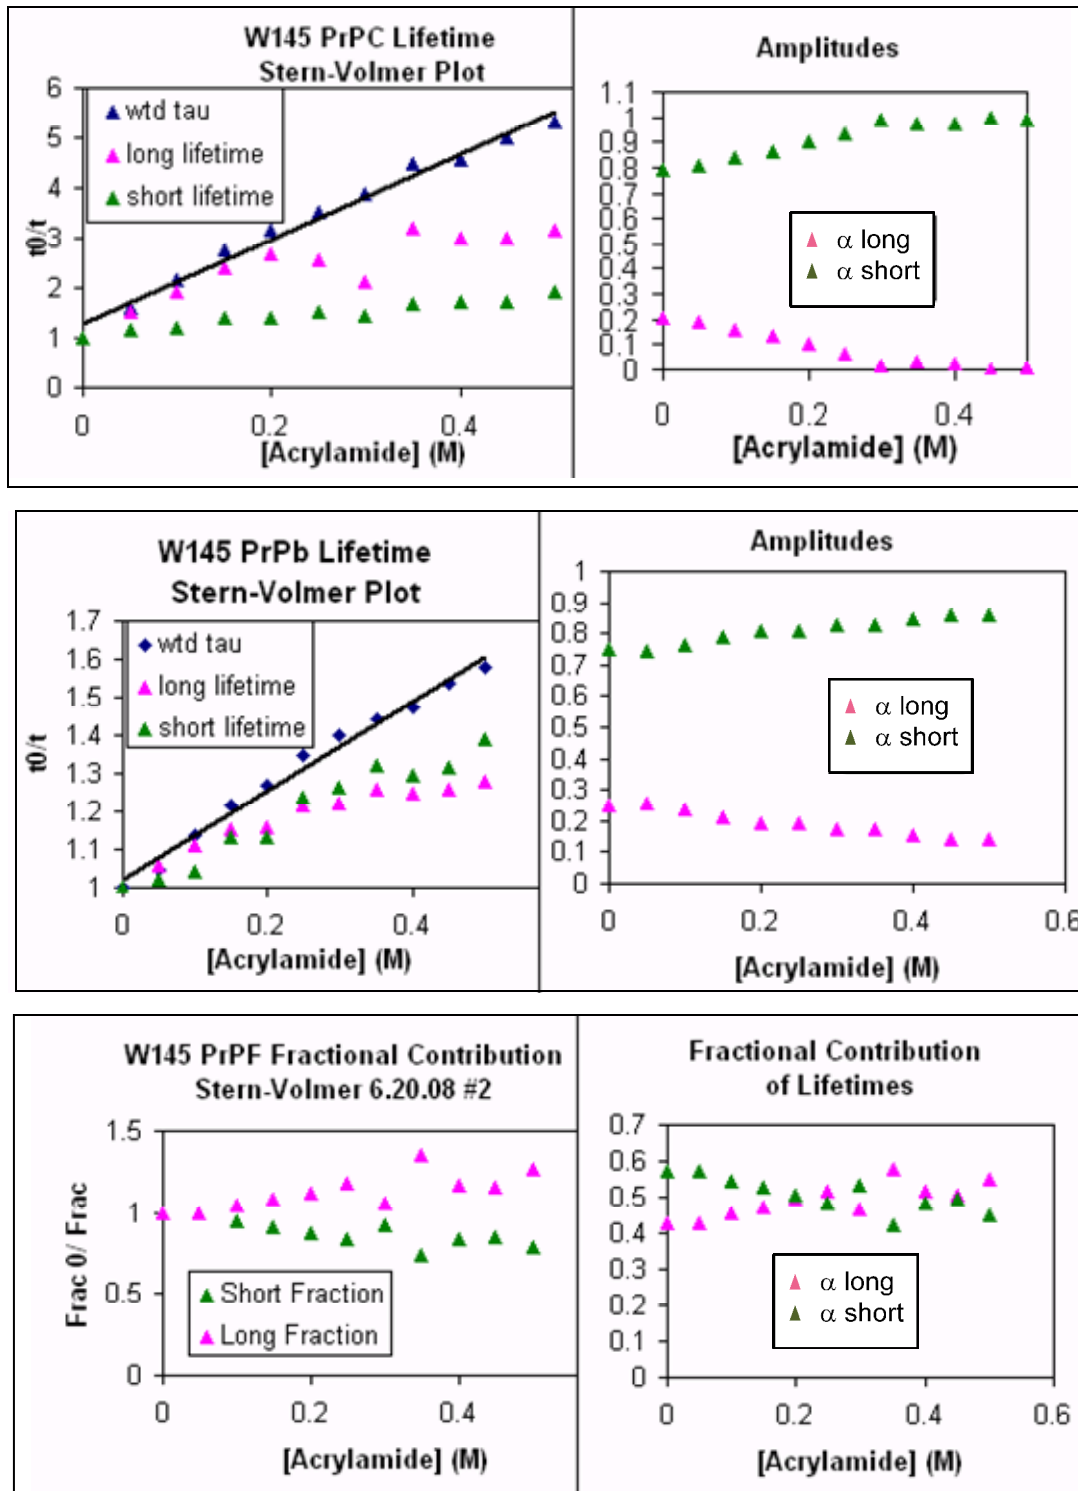 W145 PrPC Lifetime
Stern-Volmer Plot
6
5
4
3
2
1
0
t0/t
wtd tau
long lifetime
short lifetime
0
0.2
0.4
[Acrylamide] (M)
Amplitudes
1.1
1
0.9
0.8
0.7
0.6
0.5
0.4
0.3
0.2
0.1
0
α long
α short
0
0.2
0.4
[Acrylamide] (M)
W145 PrPb Lifetime
Stern-Volmer Plot
1.7
1.6
1.5
1.4
1.3
1.2
1.1
1
t0/t
wtd tau
long lifetime
short lifetime
0
0.2
0.4
[Acrylamide] (M)
Amplitudes
1
0.9
0.8
0.7
0.6
0.5
0.4
0.3
0.2
0.1
0
α long
α short
0
0.2
0.4
0.6
[Acrylamide] (M)
W145 PrPF Fractional Contribution
Stern-Volmer 6.20.08 #2
1.5
1
0.5
0
Frac 0/ Frac
Short Fraction
Long Fraction
0
0.2
0.4
[Acrylamide] (M)
Fractional Contribution
of Lifetimes
0.7
0.6
0.5
0.4
0.3
0.2
0.1
0
α long
α short
0
0.2
0.4
0.6
[Acrylamide] (M)